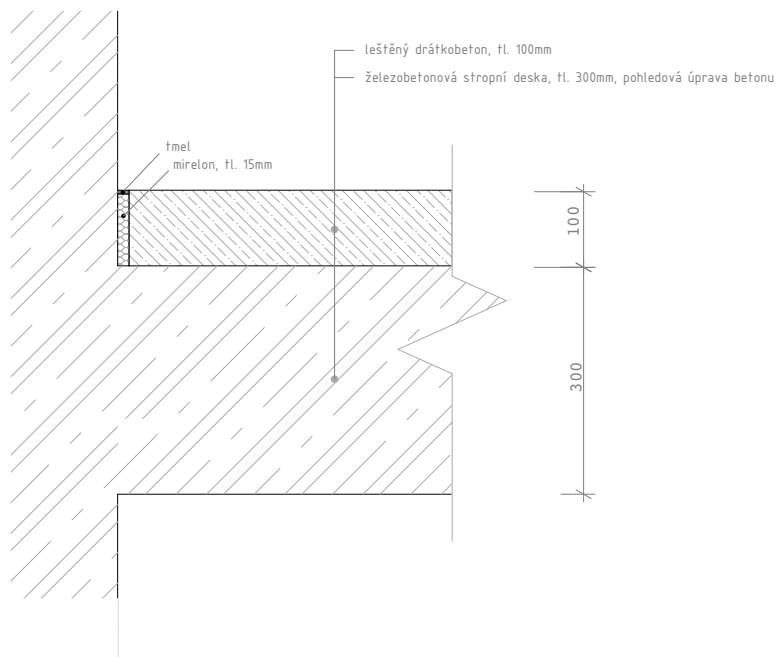 leštěný drátkobeton, tl. 100mm
železobetonová stropní deska, tl. 300mm, pohledová úprava betonu
tmel
mirelon, tl. 15mm
100
300